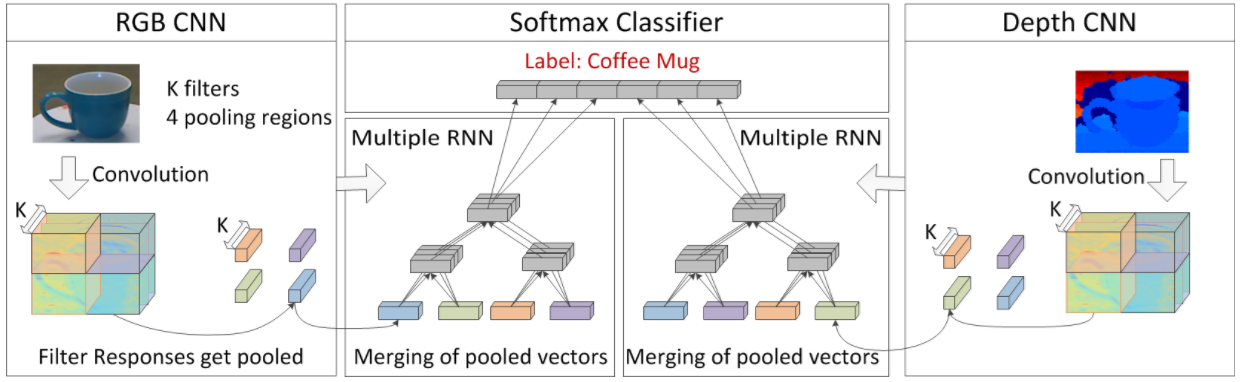 RGB CNN
K filters
4 pooling regions
Convolution
K
K
Filter Responses get pooled
Softmax Classifier
Label: Coffee Mug
Multiple RNN
Merging of pooled vectors
Multiple RNN
Merging of pooled vectors
Depth CNN
Convolution
K
K